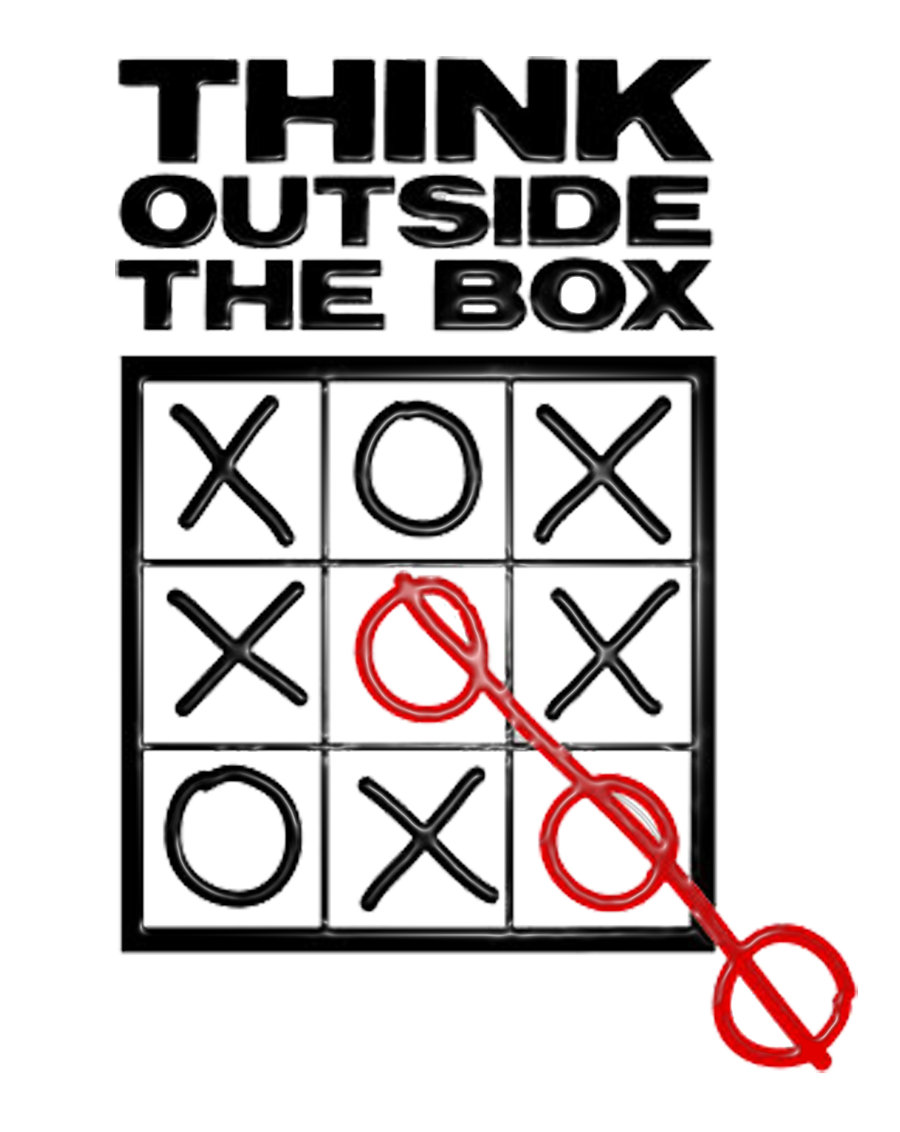 THINK
OUTSIDE
THE BOX
X O X
X O X
O X O
O